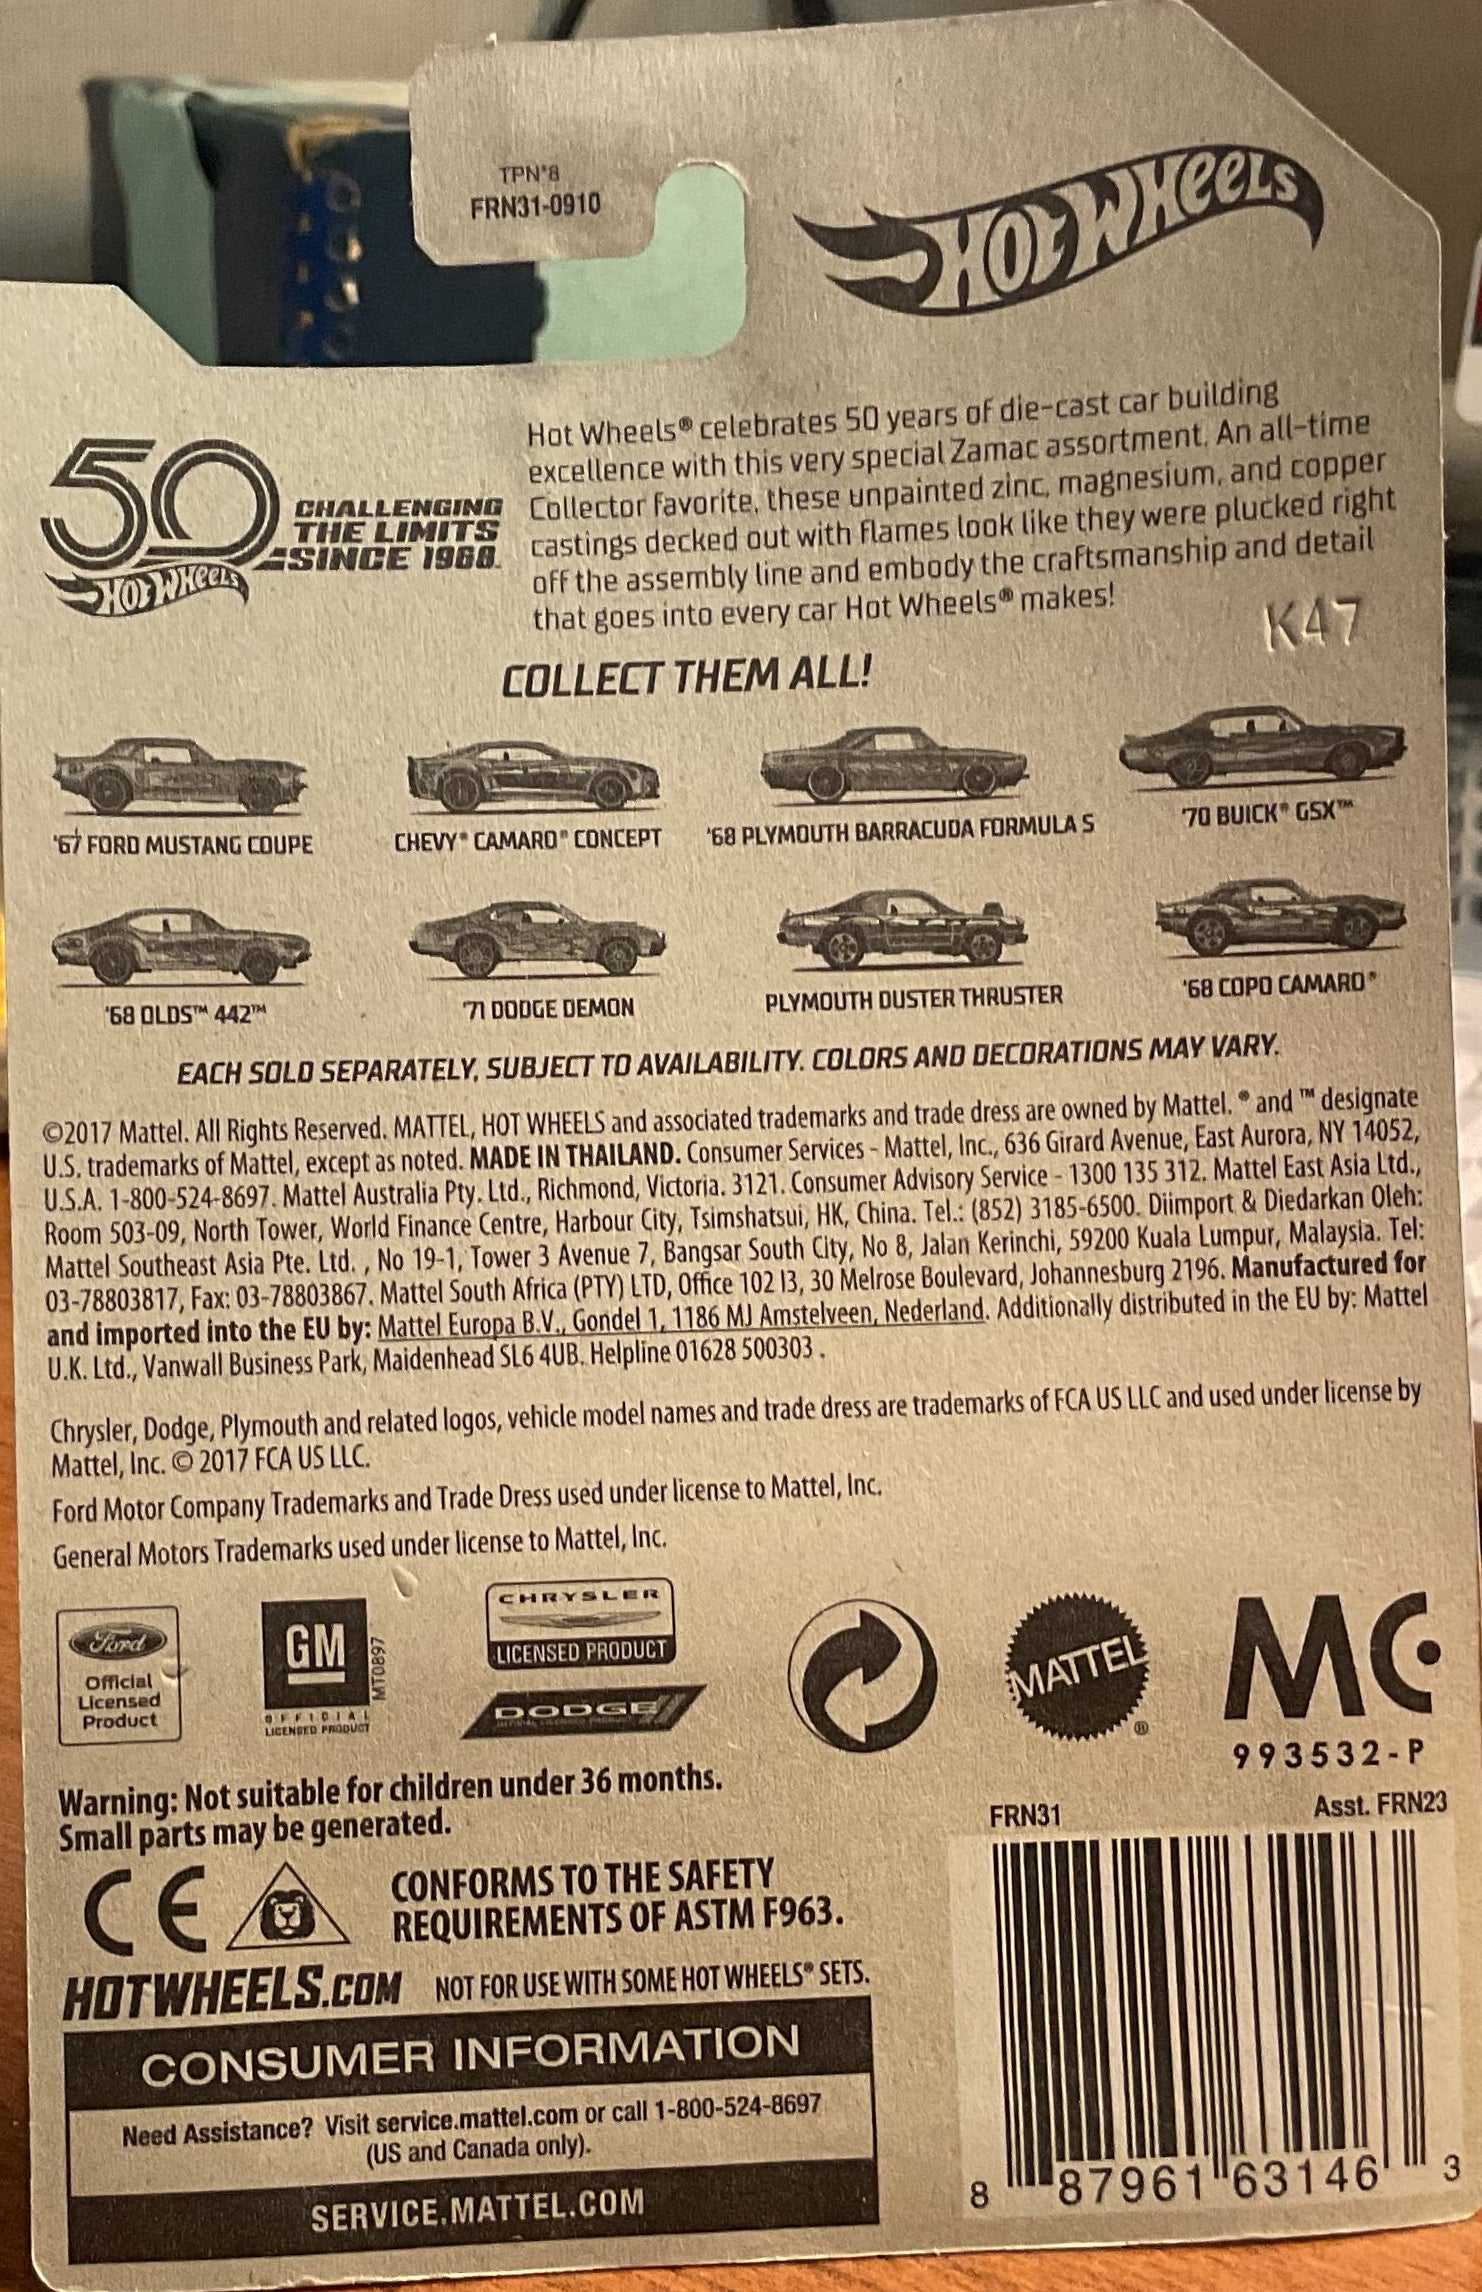 TPN°8
FRN31-0910
HOT WHEELS
50
CHALLENGING
THE LIMITS
SINCE 1968.
HOT WHEELS
Hot Wheels® celebrates 50 years of die-cast car building
excellence with this very special Zamac assortment. An all-time
Collector favorite, these unpainted zinc, magnesium, and copper
castings decked out with flames look like they were plucked right
off the assembly line and embody the craftsmanship and detail
that goes into every car Hot Wheels® makes!
K47
COLLECT THEM ALL!
'67 FORD MUSTANG COUPE
CHEVY® CAMARO® CONCEPT
'68 PLYMOUTH BARRACUDA FORMULA S
'70 BUICK® GSX™
'68 OLDS™ 442™
'71 DODGE DEMON
PLYMOUTH DUSTER THRUSTER
'68 COPO CAMARO®
EACH SOLD SEPARATELY, SUBJECT TO AVAILABILITY. COLORS AND DECORATIONS MAY VARY.
©2017 Mattel. All Rights Reserved. MATTEL, HOT WHEELS and associated trademarks and trade dress are owned by Mattel. ® and ™ designate
U.S. trademarks of Mattel, except as noted. MADE IN THAILAND. Consumer Services - Mattel, Inc., 636 Girard Avenue, East Aurora, NY 14052,
U.S.A. 1-800-524-8697. Mattel Australia Pty. Ltd., Richmond, Victoria. 3121. Consumer Advisory Service - 1300 135 312. Mattel East Asia Ltd.,
Room 503-09, North Tower, World Finance Centre, Harbour City, Tsimshatsui, HK, China. Tel.: (852) 3185-6500. Diimport & Diedarkan Oleh:
Mattel Southeast Asia Pte. Ltd. , No 19-1, Tower 3 Avenue 7, Bangsar South City, No 8, Jalan Kerinchi, 59200 Kuala Lumpur, Malaysia. Tel:
03-78803817, Fax: 03-78803867. Mattel South Africa (PTY) LTD, Office 102 I3, 30 Melrose Boulevard, Johannesburg 2196. Manufactured for
and imported into the EU by: Mattel Europa B.V., Gondel 1, 1186 MJ Amstelveen, Nederland. Additionally distributed in the EU by: Mattel
U.K. Ltd., Vanwall Business Park, Maidenhead SL6 4UB. Helpline 01628 500303 .
Chrysler, Dodge, Plymouth and related logos, vehicle model names and trade dress are trademarks of FCA US LLC and used under license by
Mattel, Inc. © 2017 FCA US LLC.
Ford Motor Company Trademarks and Trade Dress used under license to Mattel, Inc.
General Motors Trademarks used under license to Mattel, Inc.
Ford
Official
Licensed
Product
GM
OFFICIAL
LICENSED PRODUCT
MT0897
CHRYSLER
LICENSED PRODUCT
DODGE
MATTEL®
MC
993532-P
Warning: Not suitable for children under 36 months.
Small parts may be generated.
FRN31
Asst. FRN23
CE
CONFORMS TO THE SAFETY
REQUIREMENTS OF ASTM F963.
HOTWHEELS.COM NOT FOR USE WITH SOME HOT WHEELS® SETS.
CONSUMER INFORMATION
Need Assistance? Visit service.mattel.com or call 1-800-524-8697
(US and Canada only).
SERVICE.MATTEL.COM
8 87961 63146 3